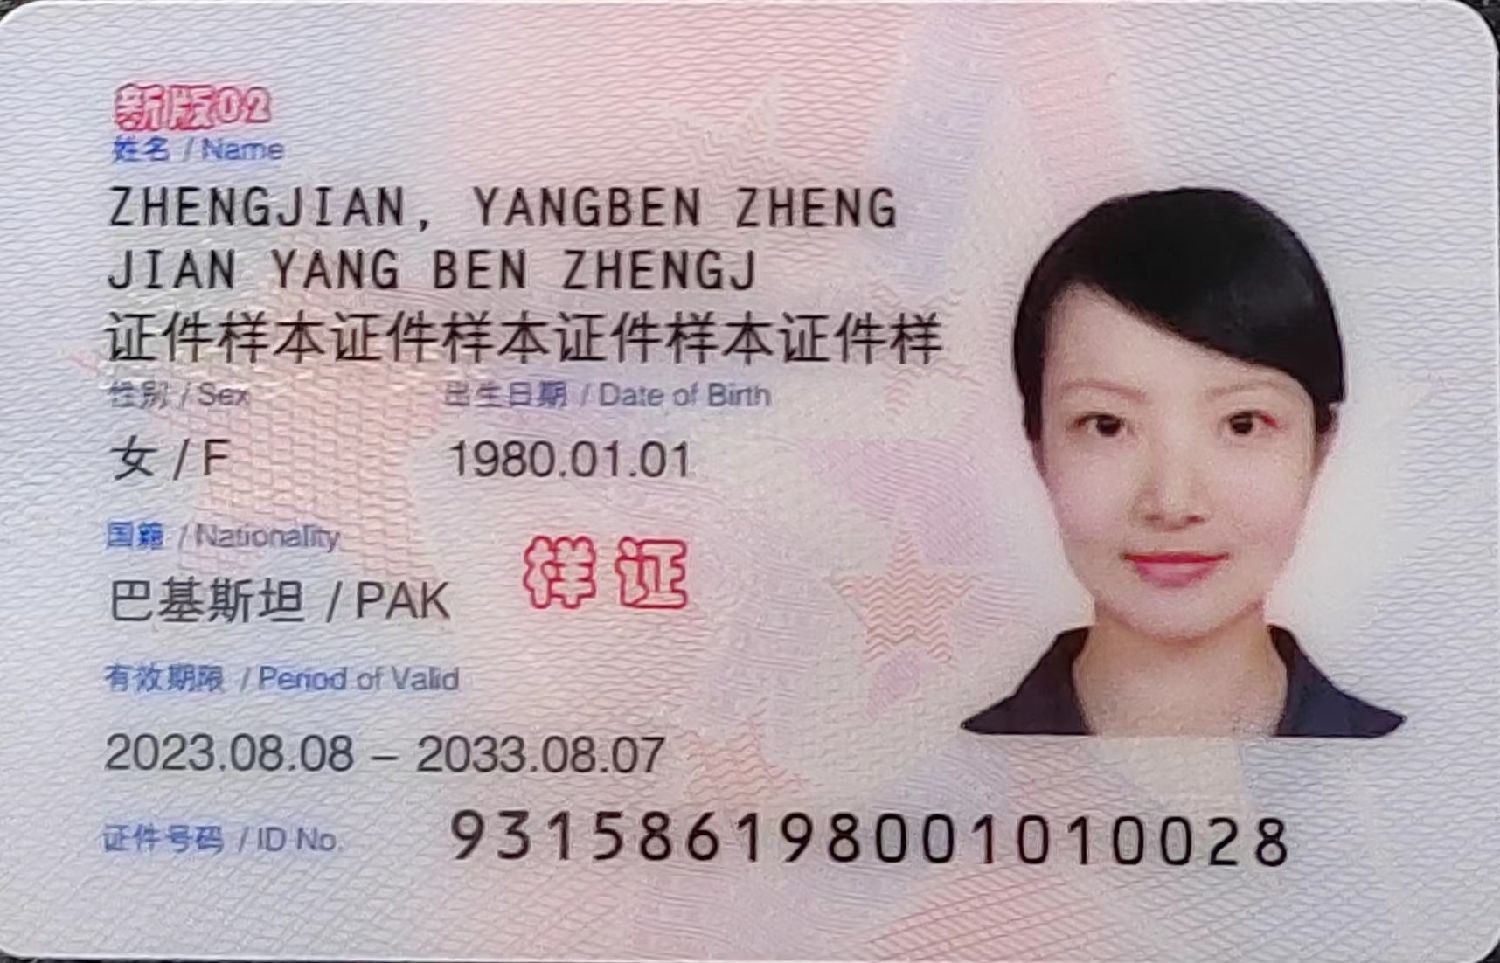 新版02
姓名 / Name
ZHENGJIAN, YANGBEN ZHENG
JIAN YANG BEN ZHENGJ
证件样本证件样本证件样本证件样
性别 / Sex 出生日期 / Date of Birth
女 / F 1980.01.01
国籍 / Nationality
巴基斯坦 / PAK
样证
有效期限 / Period of Valid
2023.08.08 – 2033.08.07
证件号码 / ID No. 931586198001010028